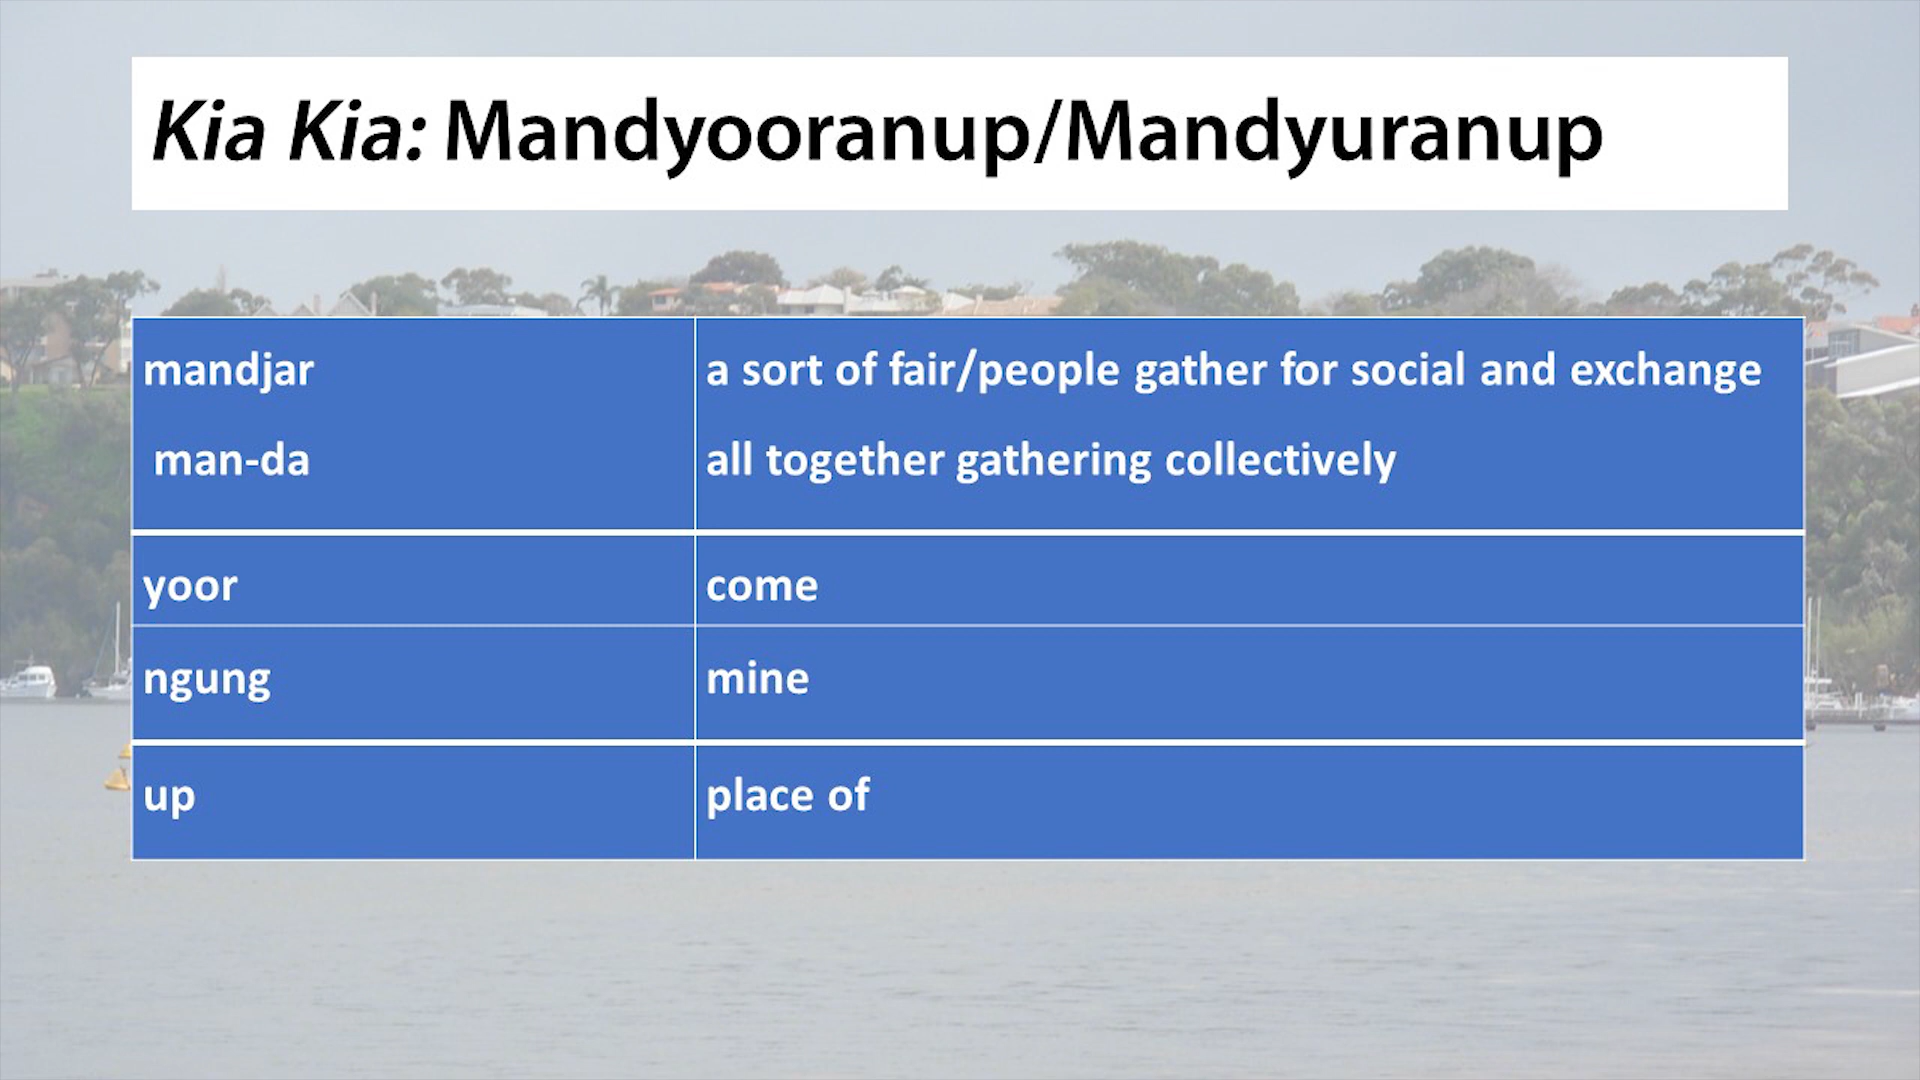 Kia Kia: Mandyooranup/Mandyuranup
mandjar a sort of fair/people gather for social and exchange
man-da all together gathering collectively
yoor come
ngung mine
up place of